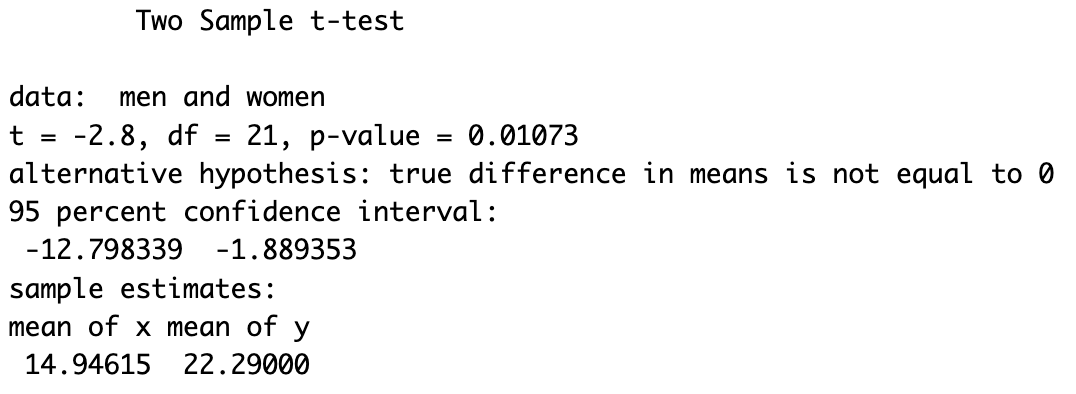 Two Sample t-test
data:  men and women
t = -2.8, df = 21, p-value = 0.01073
alternative hypothesis: true difference in means is not equal to 0
95 percent confidence interval:
-12.798339  -1.889353
sample estimates:
mean of x mean of y
14.94615  22.29000